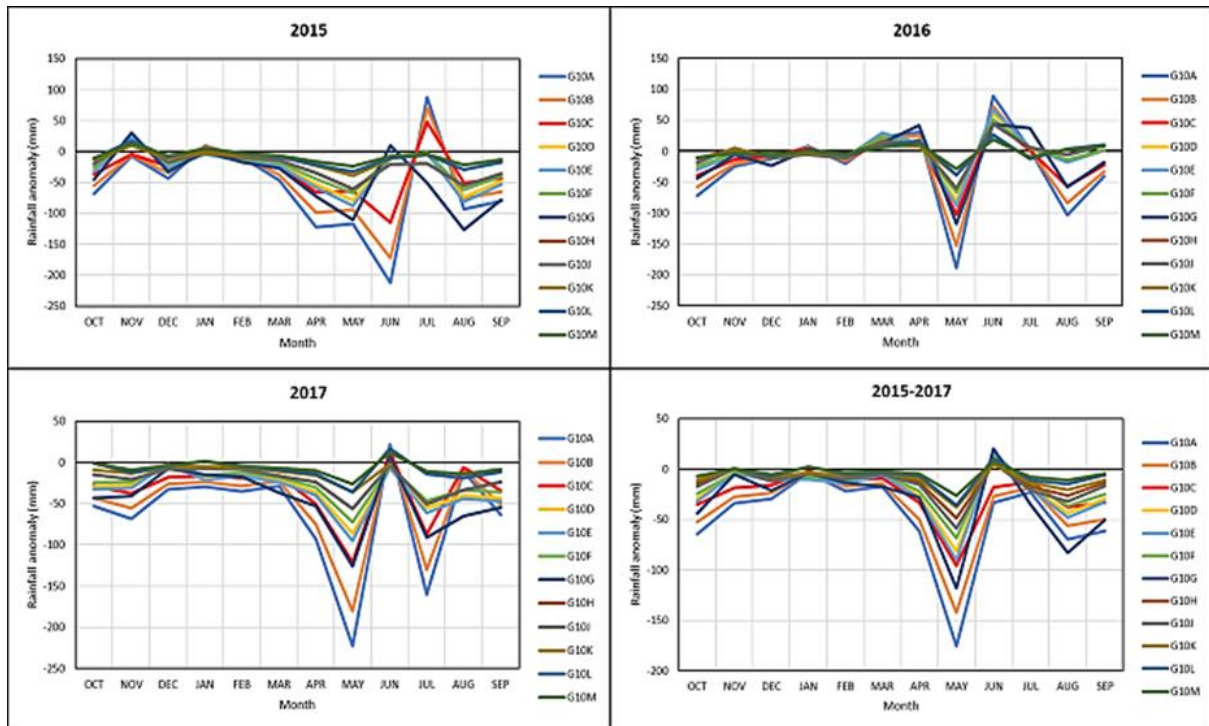 2015
150
100
50
0
-50
-100
-150
-200
-250
Rainfall anomaly (mm)
OCT NOV DEC JAN FEB MAR APR MAY JUN JUL AUG SEP
Month
G10A
G10B
G10C
G10D
G10E
G10F
G10G
G10H
G10J
G10K
G10L
G10M
2016
150
100
50
0
-50
-100
-150
-200
-250
Rainfall anomaly (mm)
OCT NOV DEC JAN FEB MAR APR MAY JUN JUL AUG SEP
Month
G10A
G10B
G10C
G10D
G10E
G10F
G10G
G10H
G10J
G10K
G10L
G10M
2017
50
0
-50
-100
-150
-200
-250
Rainfall anomaly (mm)
OCT NOV DEC JAN FEB MAR APR MAY JUN JUL AUG SEP
Month
G10A
G10B
G10C
G10D
G10E
G10F
G10G
G10H
G10J
G10K
G10L
G10M
2015-2017
50
0
-50
-100
-150
-200
Rainfall anomaly (mm)
OCT NOV DEC JAN FEB MAR APR MAY JUN JUL AUG SEP
Month
G10A
G10B
G10C
G10D
G10E
G10F
G10G
G10H
G10J
G10K
G10L
G10M